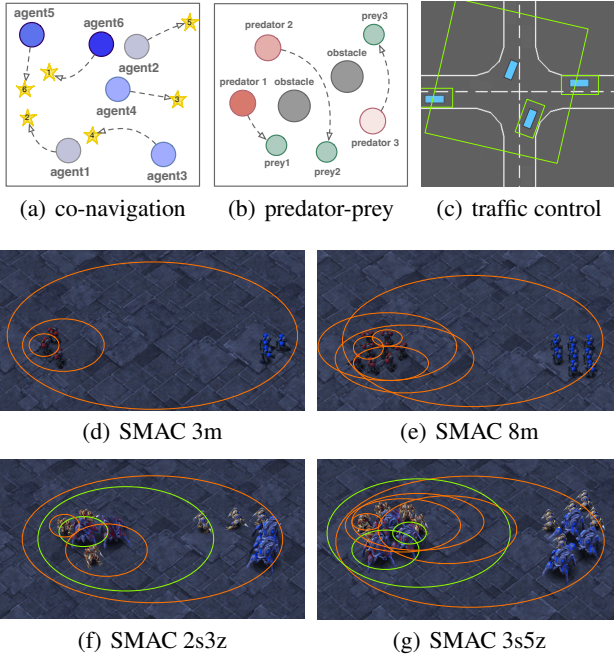 agent5
agent6
5
agent2
1
6
agent4
3
2
4
agent1
agent3
(a) co-navigation
predator 2
prey3
obstacle
predator 1
obstacle
predator 3
prey1
prey2
(b) predator-prey
(c) traffic control
(d) SMAC 3m
(e) SMAC 8m
(f) SMAC 2s3z
(g) SMAC 3s5z